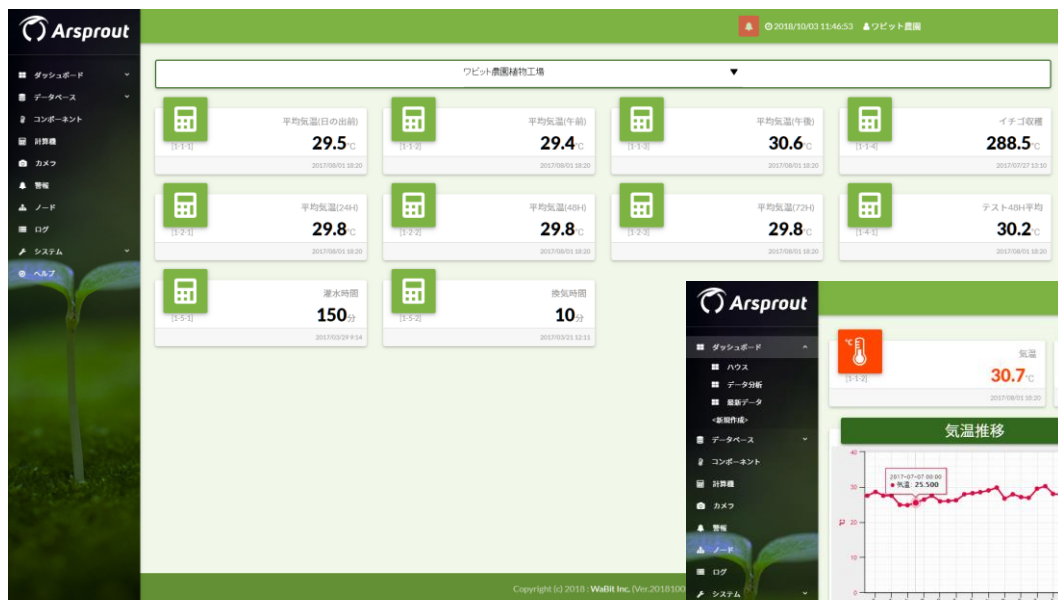 Arsprout
2018/10/03 11:46:53 ワビット農園
ダッシュボード
データベース
コンポーネント
計算機
カメラ
警報
ノード
ログ
システム
ヘルプ
ワビット農園植物工場 ▼
平均気温(日の出前)
29.5℃
[1-1-1]
2017/08/01 18:20
平均気温(午前)
29.4℃
[1-1-2]
2017/08/01 18:20
平均気温(午後)
30.6℃
[1-1-3]
2017/08/01 18:20
イチゴ収穫
288.5℃
[1-1-4]
2017/07/27 13:10
平均気温(24H)
29.8℃
[1-2-1]
2017/08/01 18:20
平均気温(48H)
29.8℃
[1-2-2]
2017/08/01 18:20
平均気温(72H)
29.8℃
[1-2-3]
2017/08/01 18:20
テスト48H平均
30.2℃
[1-4-1]
2017/08/01 18:20
灌水時間
150分
[1-5-1]
2017/03/29 9:14
換気時間
10分
[1-5-2]
2017/03/21 12:11
Copyright (c) 2018 : WaBit Inc. (Ver.2018100
Arsprout
ダッシュボード
ハウス
データ分析
最新データ
<新規作成>
データベース
コンポーネント
計算機
カメラ
警報
ノード
ログ
システム
℃
気温
30.7℃
[1-1-2]
2017/08/01 18:20
気温推移
40
30
20
10
0
℃
2017-07-07 00:00
気温: 25.500